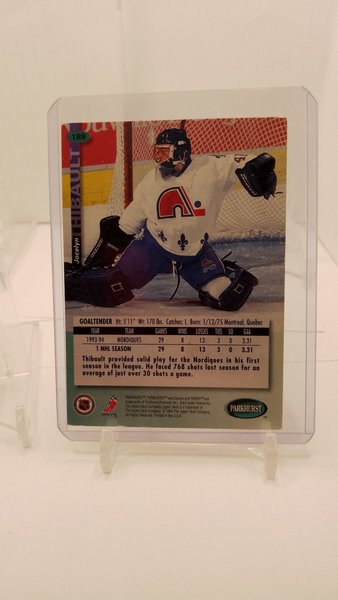 189
Jocelyn THIBAULT
GOALTENDER Ht: 5'11" Wt: 170 lbs. Catches: L Born: 1/12/75 Montreal, Quebec
YEAR TEAM GAMES WINS LOSSES TIES SO GAA
1993-94 NORDIQUES 29 8 13 3 0 3.31
1 NHL SEASON 29 8 13 3 0 3.31
Thibault provided solid play for the Nordiques in his first
season in the league. He faced 768 shots last season for an
average of just over 30 shots a game.
PARKHURST